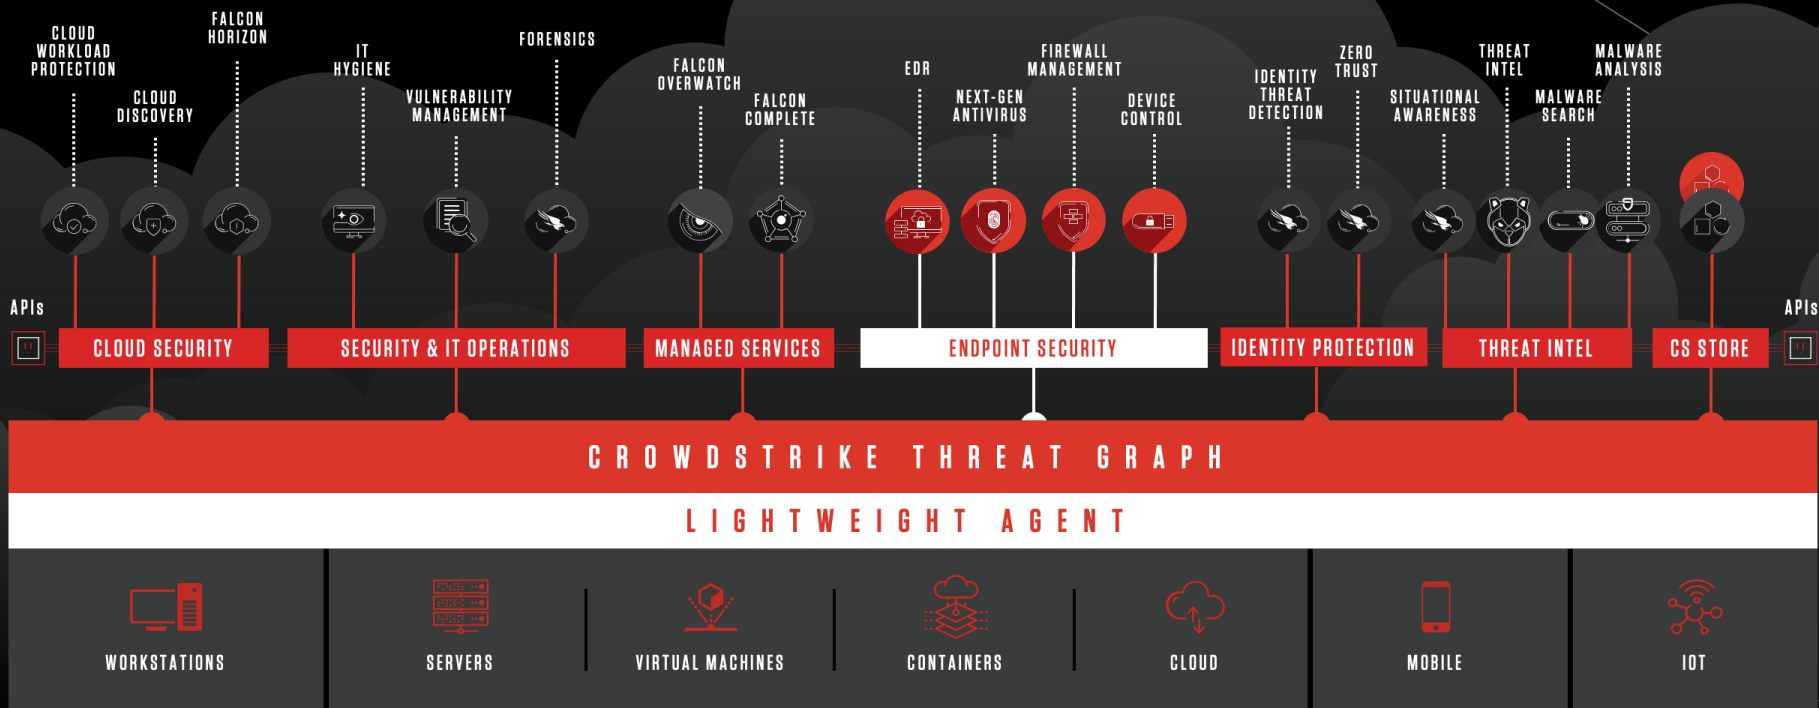 CLOUD
WORKLOAD
PROTECTION
CLOUD
DISCOVERY
FALCON
HORIZON
IT
HYGIENE
VULNERABILITY
MANAGEMENT
FORENSICS
FALCON
OVERWATCH
FALCON
COMPLETE
EDR
NEXT-GEN
ANTIVIRUS
FIREWALL
MANAGEMENT
DEVICE
CONTROL
IDENTITY
THREAT
DETECTION
ZERO
TRUST
SITUATIONAL
AWARENESS
THREAT
INTEL
MALWARE
SEARCH
MALWARE
ANALYSIS
APIs
CLOUD SECURITY
SECURITY & IT OPERATIONS
MANAGED SERVICES
ENDPOINT SECURITY
IDENTITY PROTECTION
THREAT INTEL
CS STORE
APIs
CROWDSTRIKE THREAT GRAPH
LIGHTWEIGHT AGENT
WORKSTATIONS
SERVERS
VIRTUAL MACHINES
CONTAINERS
CLOUD
MOBILE
IOT